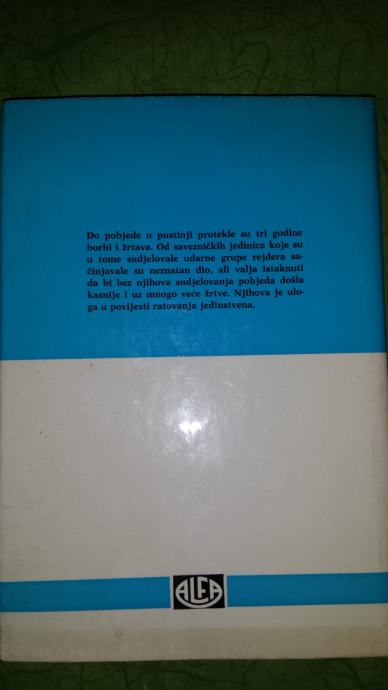 Do pobjede u pustinji protekle su tri godine
borbi i žrtava. Od savezničkih jedinica koje su
u tome sudjelovale udarne grupe rejdera sa-
činjavale su neznatan dio, ali valja istaknuti
da bi bez njihova sudjelovanja pobjeda došla
kasnije i uz mnogo veće žrtve. Njihova je ulo-
ga u povijesti ratovanja jedinstvena.
ALFA